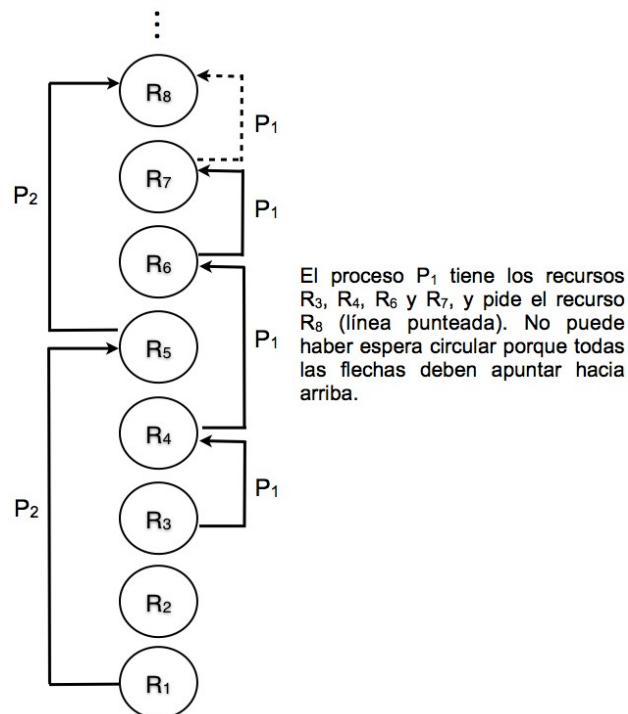 ⋮
R₈
P₁
R₇
P₂
P₁
R₆
El proceso P₁ tiene los recursos
R₃, R₄, R₆ y R₇, y pide el recurso
R₈ (línea punteada). No puede
haber espera circular porque todas
las flechas deben apuntar hacia
arriba.
P₁
R₅
R₄
P₁
P₂
R₃
R₂
R₁